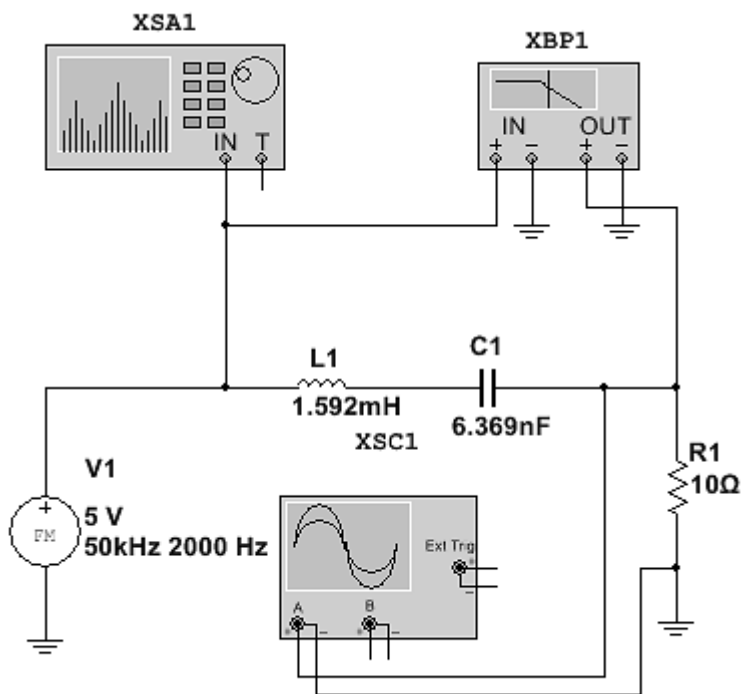 XSA1
XBP1
IN T
IN OUT
+ - + -
L1
1.592mH
C1
6.369nF
XSC1
R1
10Ω
V1
5 V
50kHz 2000 Hz
FM
+
Ext Trig
+
-
A B
+ - + -